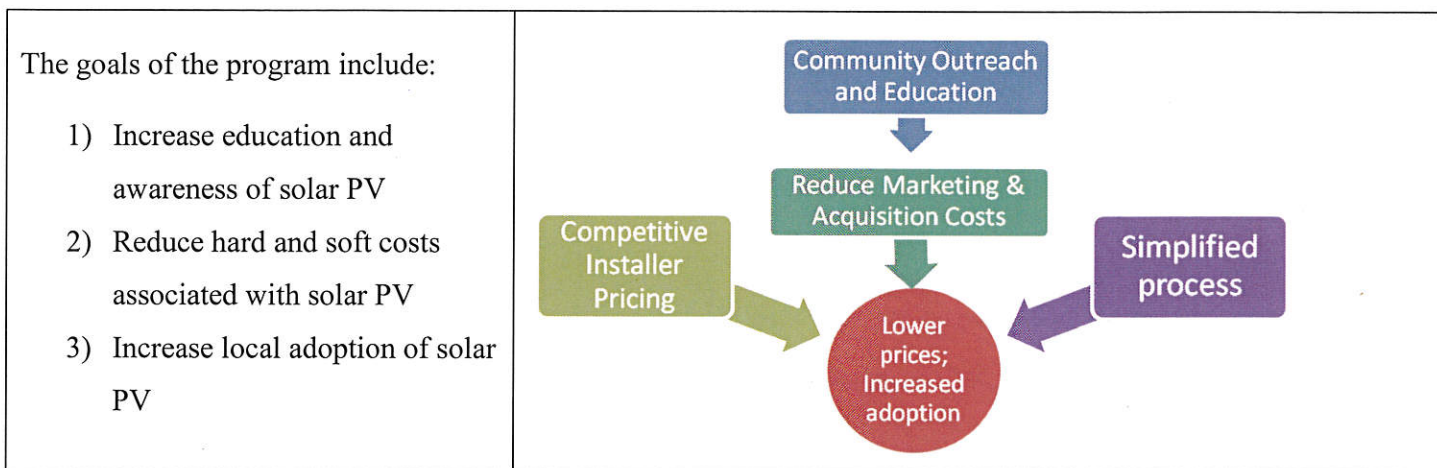 The goals of the program include:
1) Increase education and
awareness of solar PV
2) Reduce hard and soft costs
associated with solar PV
3) Increase local adoption of solar
PV
Community Outreach
and Education
Reduce Marketing &
Acquisition Costs
Competitive
Installer
Pricing
Simplified
process
Lower
prices;
Increased
adoption